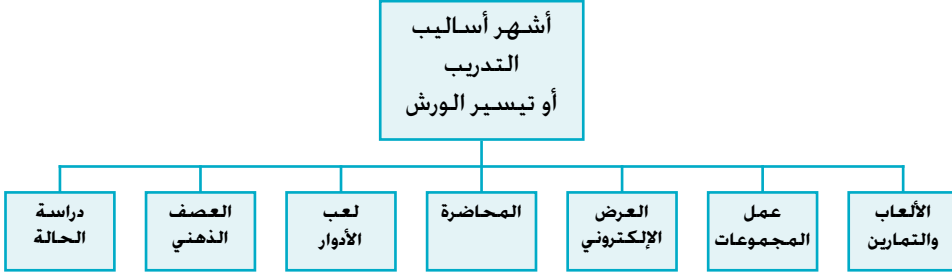 أشهر أساليب
التدريب
أو تيسير الورش
الألعاب
والتمارين
عمل
المجموعات
العرض
الإلكتروني
المحاضرة
لعب
الأدوار
العصف
الذهني
دراسة
الحالة